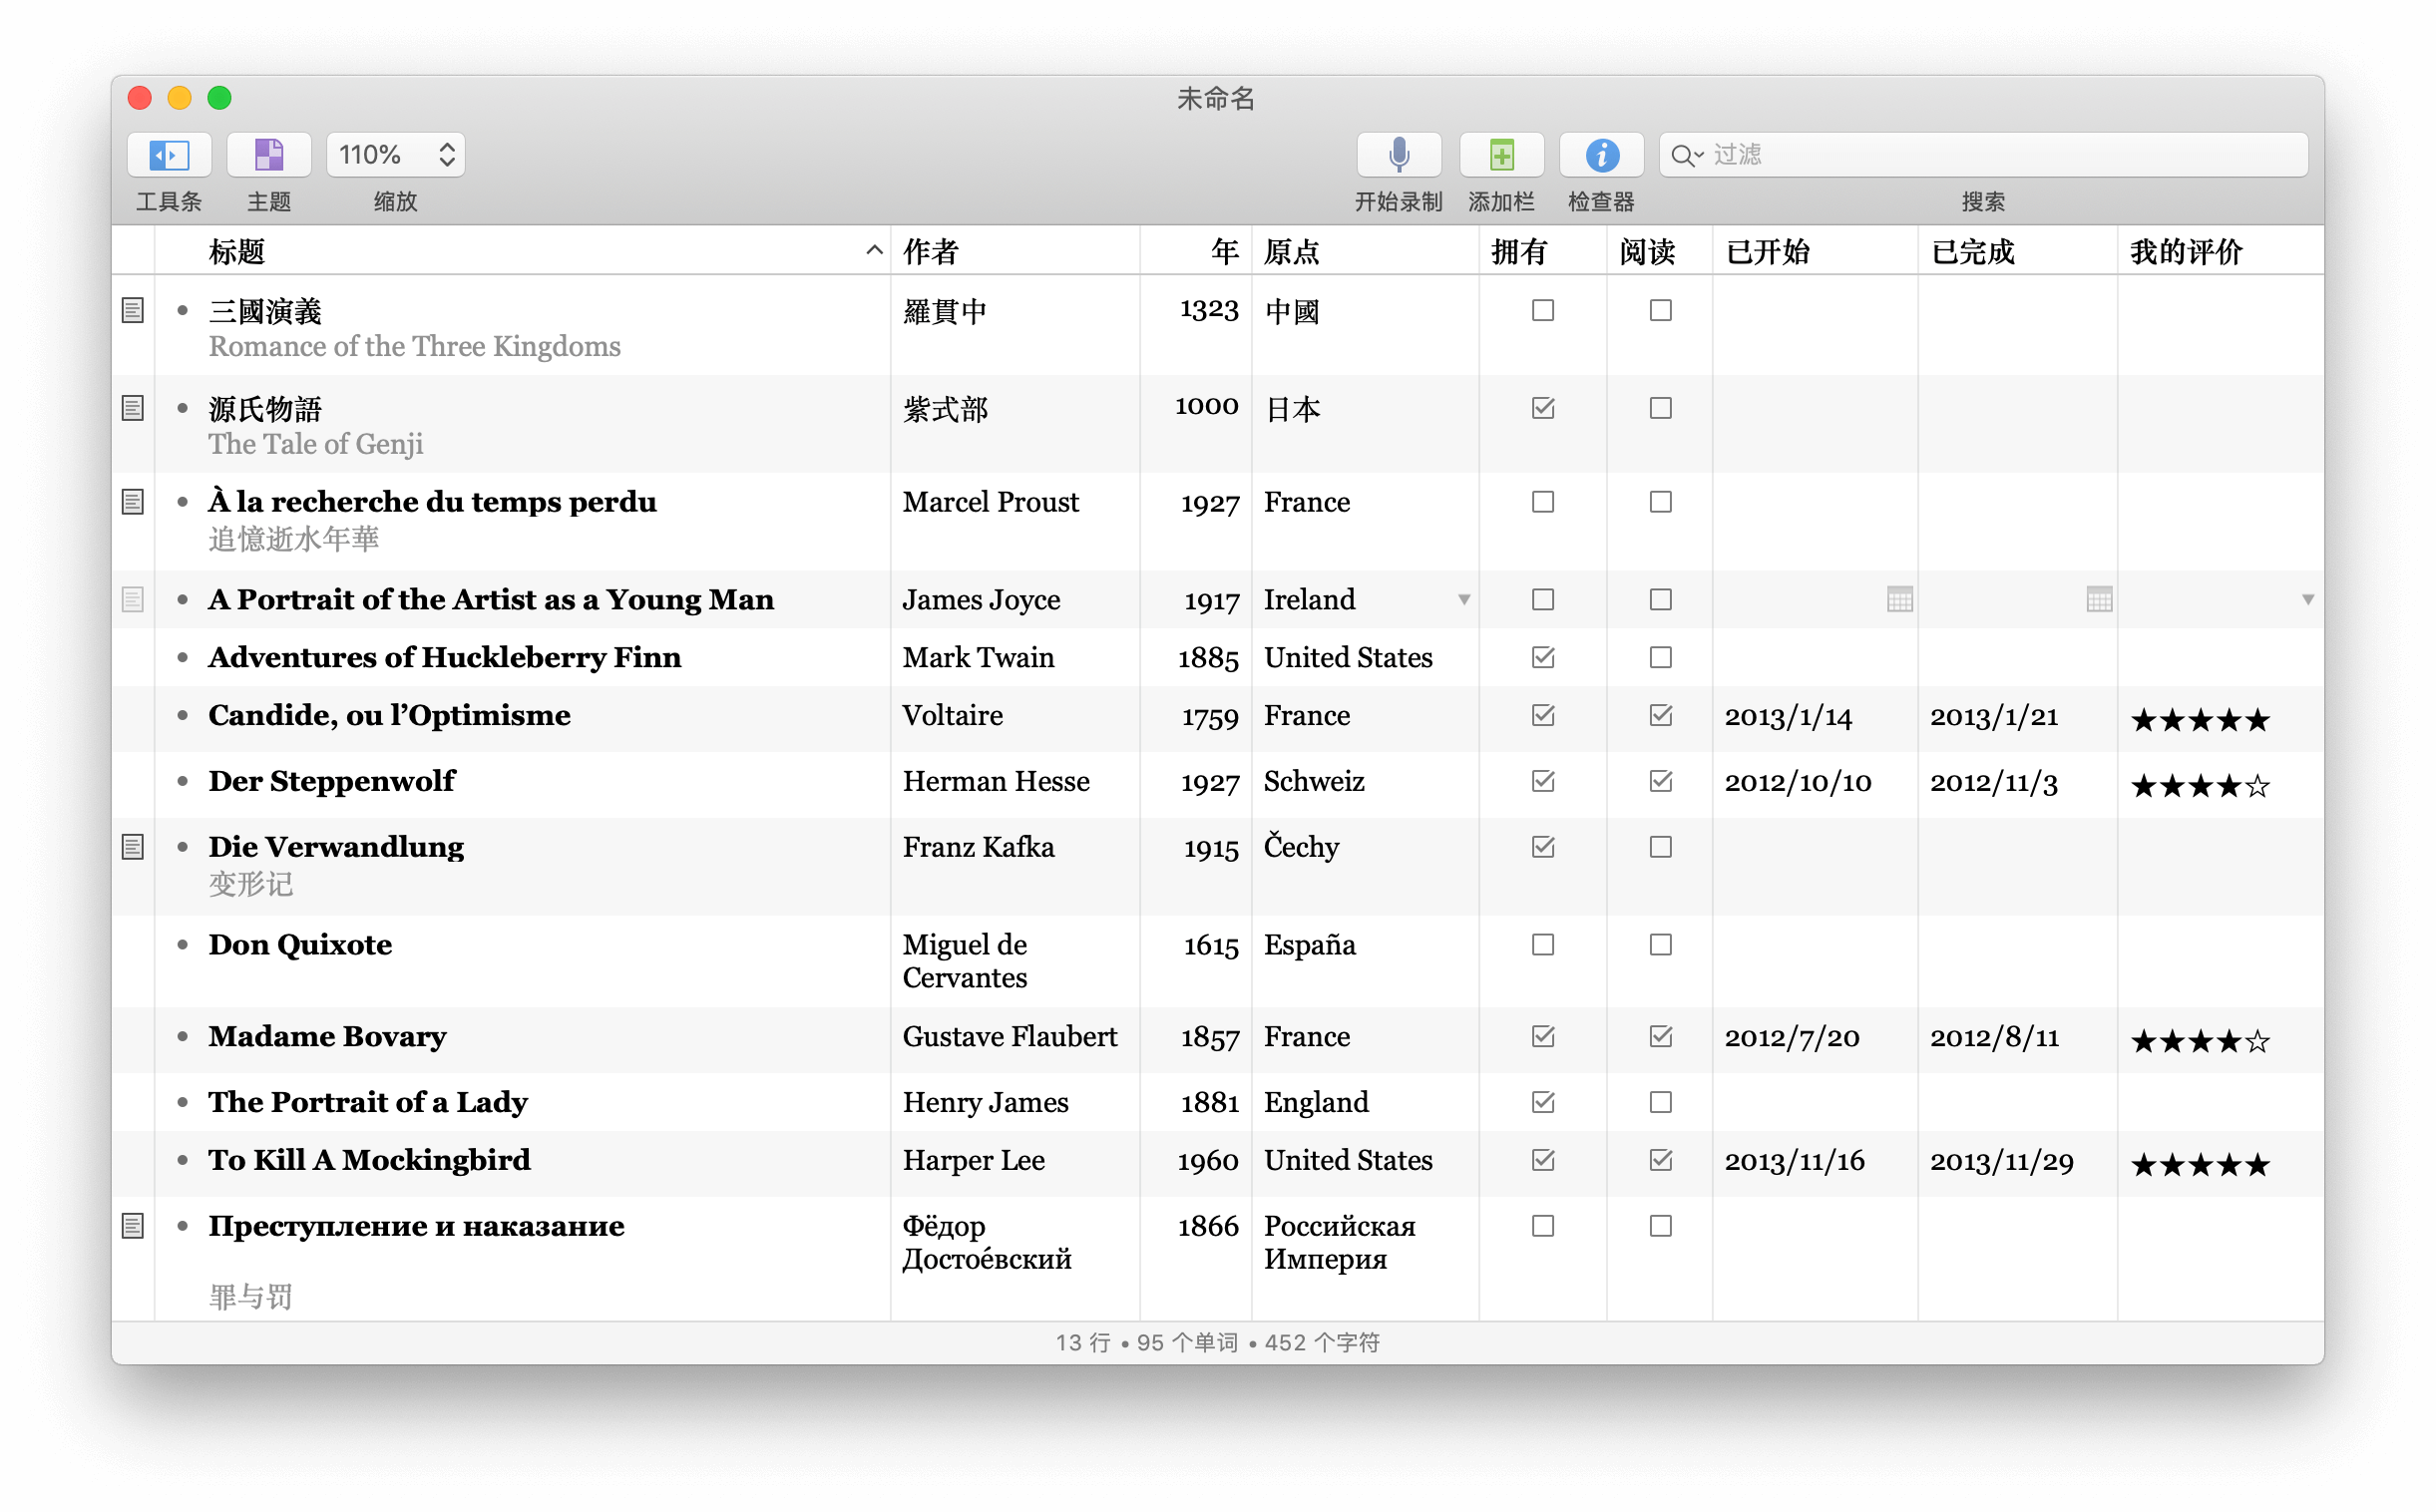 未命名
110%
过滤
工具条 主题 缩放 开始录制 添加栏 检查器 搜索
标题 作者 年 原点 拥有 阅读 已开始 已完成 我的评价
三國演義 羅貫中 1323 中國
Romance of the Three Kingdoms
源氏物語 紫式部 1000 日本
The Tale of Genji
À la recherche du temps perdu Marcel Proust 1927 France
追憶逝水年華
A Portrait of the Artist as a Young Man James Joyce 1917 Ireland
Adventures of Huckleberry Finn Mark Twain 1885 United States
Candide, ou l’Optimisme Voltaire 1759 France 2013/1/14 2013/1/21 ★★★★★
Der Steppenwolf Herman Hesse 1927 Schweiz 2012/10/10 2012/11/3 ★★★★☆
Die Verwandlung Franz Kafka 1915 Čechy
变形记
Don Quixote Miguel de 1615 España
Cervantes
Madame Bovary Gustave Flaubert 1857 France 2012/7/20 2012/8/11 ★★★★☆
The Portrait of a Lady Henry James 1881 England
To Kill A Mockingbird Harper Lee 1960 United States 2013/11/16 2013/11/29 ★★★★★
Преступление и наказание Фёдор 1866 Российская
Достое́вский Империя
罪与罚
13 行 • 95 个单词 • 452 个字符